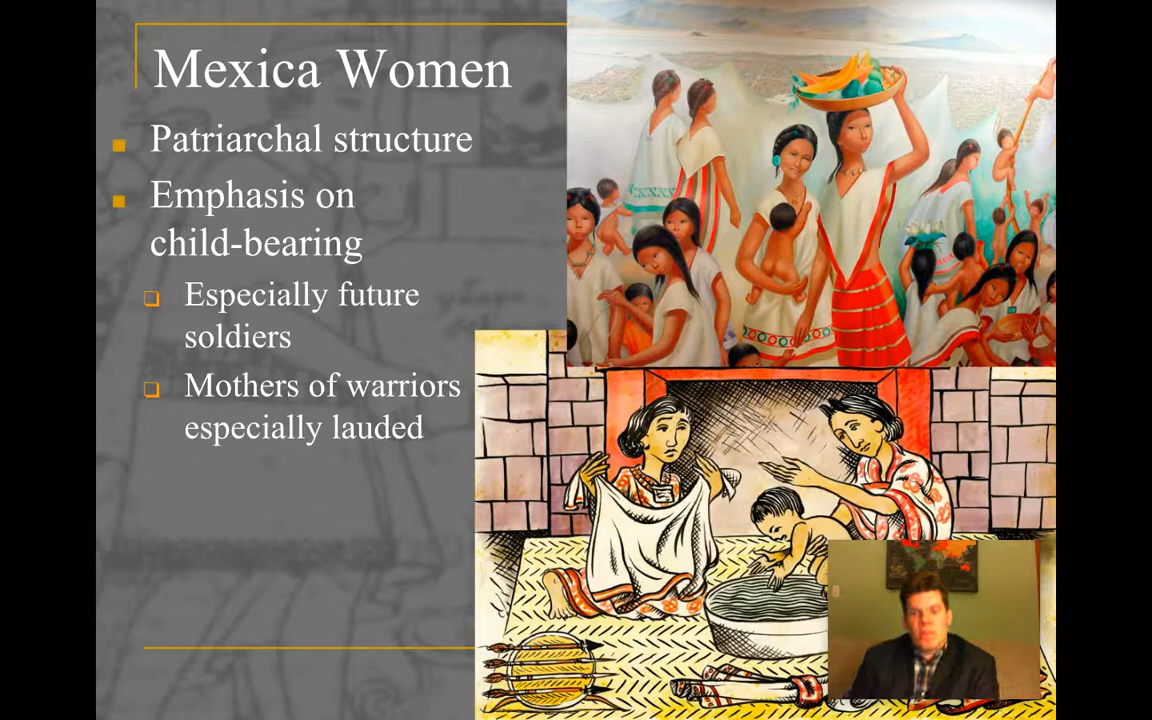 Mexica Women
Patriarchal structure
Emphasis on
child-bearing
Especially future
soldiers
Mothers of warriors
especially lauded